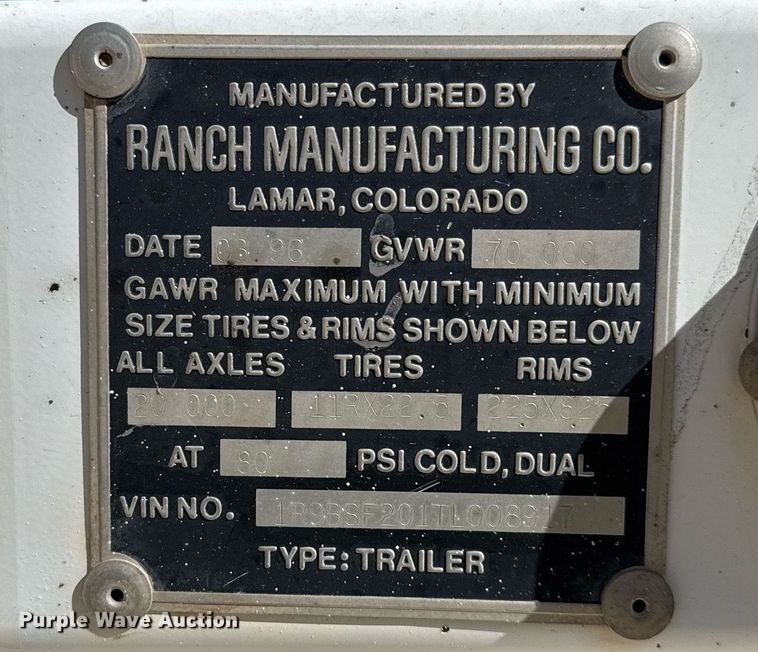 MANUFACTURED BY
RANCH MANUFACTURING CO.
LAMAR, COLORADO
DATE 03 96 GVWR 70 000
GAWR MAXIMUM WITH MINIMUM
SIZE TIRES & RIMS SHOWN BELOW
ALL AXLES TIRES RIMS
20 000 11RX22.5 225X825
AT 80 PSI COLD, DUAL
VIN NO. 1R9BSF201TL008917
TYPE: TRAILER
Purple Wave Auction